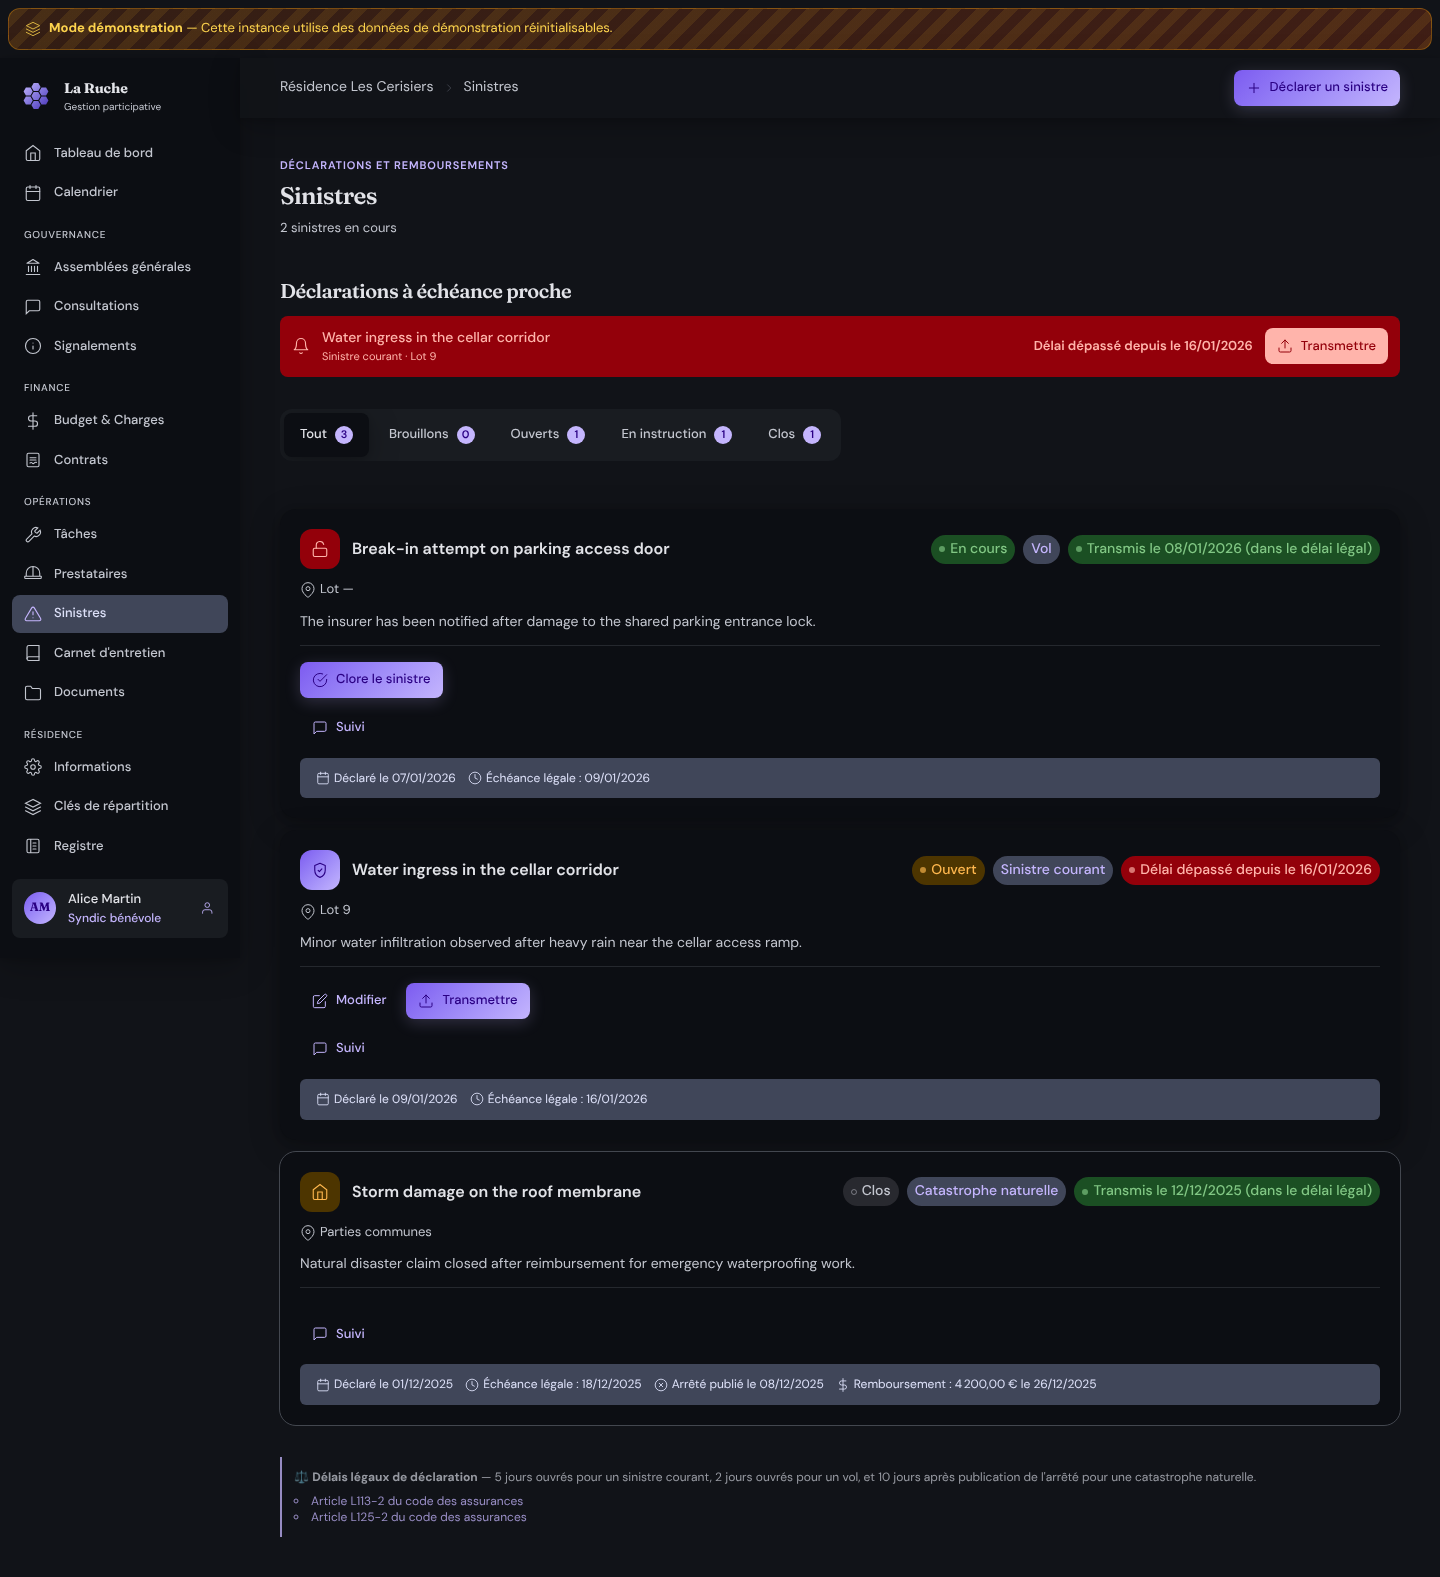 Mode démonstration — Cette instance utilise des données de démonstration réinitialisables.
La Ruche
Gestion participative
Tableau de bord
Calendrier
GOUVERNANCE
Assemblées générales
Consultations
Signalements
FINANCE
Budget & Charges
Contrats
OPÉRATIONS
Tâches
Prestataires
Sinistres
Carnet d'entretien
Documents
RÉSIDENCE
Informations
Clés de répartition
Registre
AM
Alice Martin
Syndic bénévole
Résidence Les Cerisiers > Sinistres
Déclarer un sinistre
DÉCLARATIONS ET REMBOURSEMENTS
Sinistres
2 sinistres en cours
Déclarations à échéance proche
Water ingress in the cellar corridor
Sinistre courant · Lot 9
Délai dépassé depuis le 16/01/2026
Transmettre
Tout 3 Brouillons 0 Ouverts 1 En instruction 1 Clos 1
Break-in attempt on parking access door
En cours Vol Transmis le 08/01/2026 (dans le délai légal)
Lot —
The insurer has been notified after damage to the shared parking entrance lock.
Clore le sinistre
Suivi
Déclaré le 07/01/2026 Échéance légale : 09/01/2026
Water ingress in the cellar corridor
Ouvert Sinistre courant Délai dépassé depuis le 16/01/2026
Lot 9
Minor water infiltration observed after heavy rain near the cellar access ramp.
Modifier Transmettre
Suivi
Déclaré le 09/01/2026 Échéance légale : 16/01/2026
Storm damage on the roof membrane
Clos Catastrophe naturelle Transmis le 12/12/2025 (dans le délai légal)
Parties communes
Natural disaster claim closed after reimbursement for emergency waterproofing work.
Suivi
Déclaré le 01/12/2025 Échéance légale : 18/12/2025 Arrêté publié le 08/12/2025 Remboursement : 4 200,00 € le 26/12/2025
⚖️ Délais légaux de déclaration — 5 jours ouvrés pour un sinistre courant, 2 jours ouvrés pour un vol, et 10 jours après publication de l'arrêté pour une catastrophe naturelle.
Article L113-2 du code des assurances
Article L125-2 du code des assurances